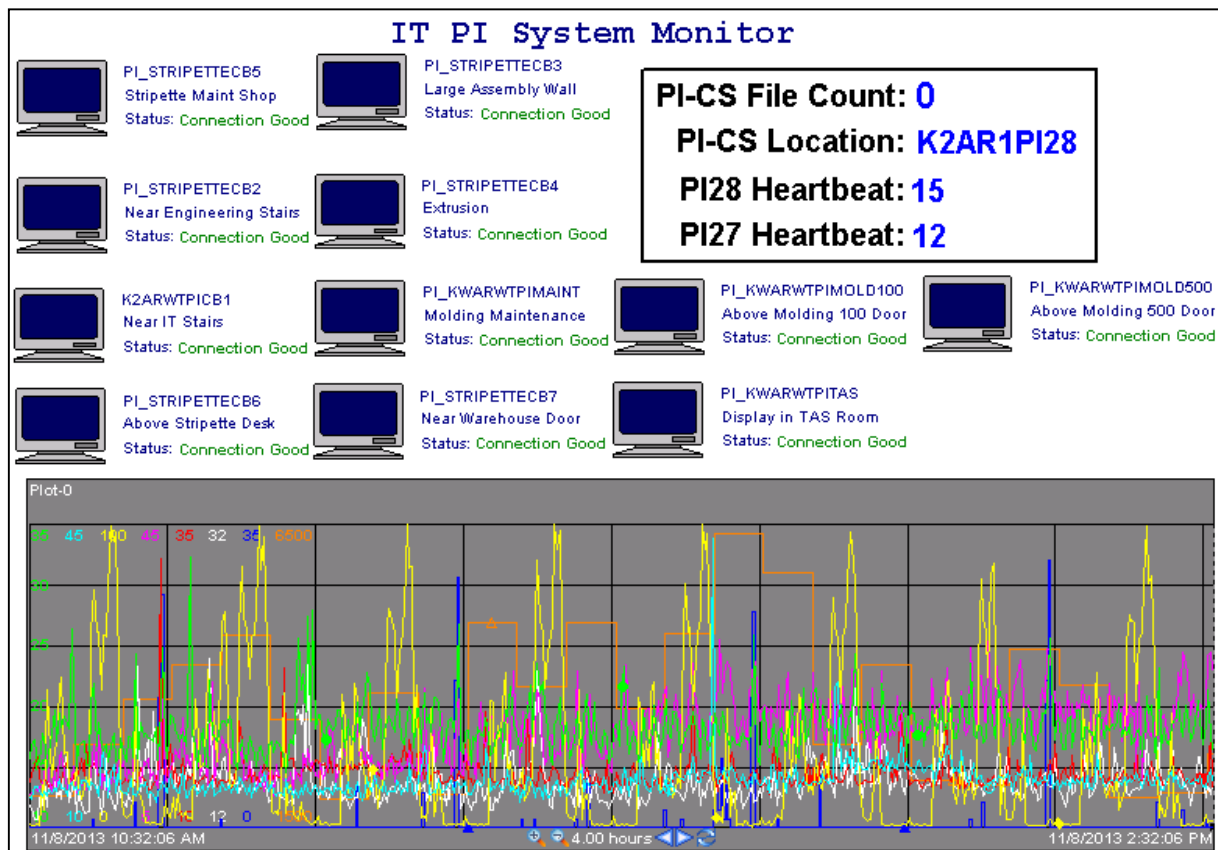 IT PI System Monitor
PI_STRIPETTECB5
Stripette Maint Shop
Status: Connection Good
PI_STRIPETTECB3
Large Assembly Wall
Status: Connection Good
PI-CS File Count: 0
PI-CS Location: K2AR1PI28
PI28 Heartbeat: 15
PI27 Heartbeat: 12
PI_STRIPETTECB2
Near Engineering Stairs
Status: Connection Good
PI_STRIPETTECB4
Extrusion
Status: Connection Good
K2ARWTPICB1
Near IT Stairs
Status: Connection Good
PI_KWARWTPIMAINT
Molding Maintenance
Status: Connection Good
PI_KWARWTPIMOLD100
Above Molding 100 Door
Status: Connection Good
PI_KWARWTPIMOLD500
Above Molding 500 Door
Status: Connection Good
PI_STRIPETTECB6
Above Stripette Desk
Status: Connection Good
PI_STRIPETTECB7
Near Warehouse Door
Status: Connection Good
PI_KWARWTPITAS
Display in TAS Room
Status: Connection Good
Plot-0
35 45 100 45 35 32 35 6500
30
25
10 0 12 0
11/8/2013 10:32:06 AM 4.00 hours 11/8/2013 2:32:06 PM